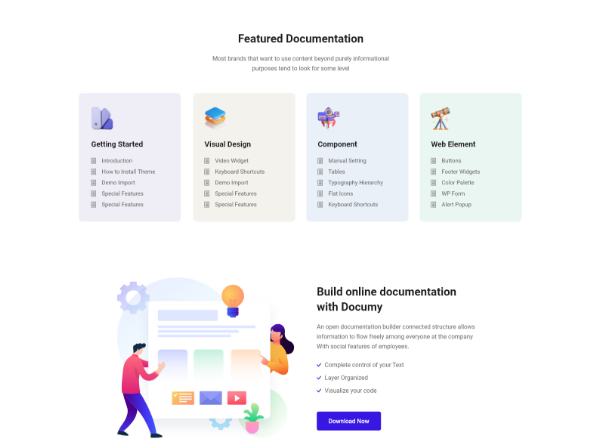 Featured Documentation
Most brands that want to use content beyond purely informational
purposes tend to look for some level
Getting Started
Introduction
How to Install Theme
Demo Import
Special Features
Special Features
Visual Design
Video Widget
Keyboard Shortcuts
Demo Import
Special Features
Special Features
Component
Manual Setting
Tables
Typography Hierarchy
Flat Icons
Keyboard Shortcuts
Web Element
Buttons
Footer Widgets
Color Palette
WP Form
Alert Popup
Build online documentation
with Documy
An open documentation builder connected structure allows
information to flow freely among everyone at the company
With social features of employees.
Complete control of your Text
Layer Organized
Visualize your code
Download Now